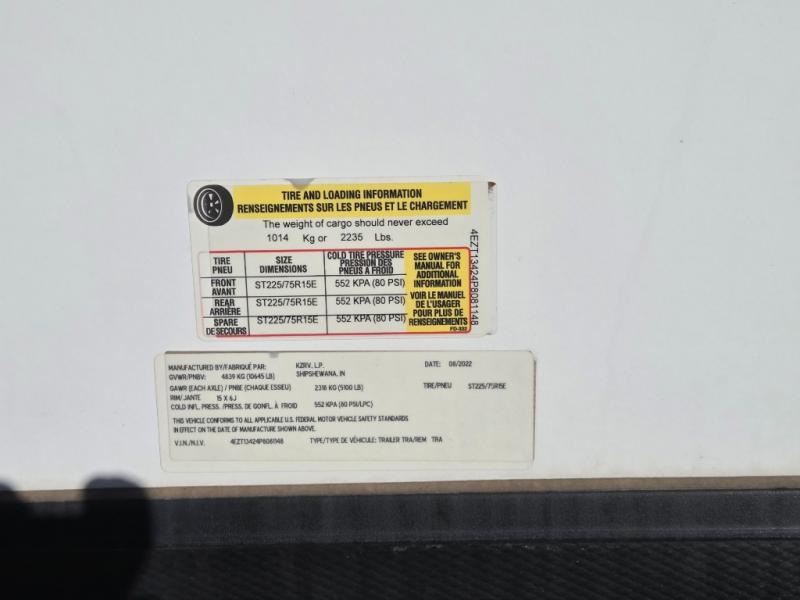 TIRE AND LOADING INFORMATION
RENSEIGNEMENTS SUR LES PNEUS ET LE CHARGEMENT
The weight of cargo should never exceed
1014 Kg or 2235 Lbs.
TIRE PNEU SIZE DIMENSIONS COLD TIRE PRESSURE PRESSION DES PNEUS À FROID
FRONT AVANT ST225/75R15E 552 KPA (80 PSI)
REAR ARRIÈRE ST225/75R15E 552 KPA (80 PSI)
SPARE DE SECOURS ST225/75R15E 552 KPA (80 PSI)
SEE OWNER'S
MANUAL FOR
ADDITIONAL
INFORMATION
VOIR LE MANUEL
DE L'USAGER
POUR PLUS DE
RENSEIGNEMENTS
FD-332
4EZT13424P8081148
MANUFACTURED BY/FABRIQUÉ PAR: KZRV, L.P. DATE: 08/2022
GVWR/PNBV: 4839 KG (10645 LB) SHIPSHEWANA, IN
GAWR (EACH AXLE) / PNBE (CHAQUE ESSEU) 2318 KG (5100 LB) TIRE/PNEU ST225/75R15E
RIM/JANTE 15 X 6J
COLD INFL. PRESS. /PRESS. DE GONFL. À FROID 552 KPA (80 PSI/LPC)
THIS VEHICLE CONFORMS TO ALL APPLICABLE U.S. FEDERAL MOTOR VEHICLE SAFETY STANDARDS
IN EFFECT ON THE DATE OF MANUFACTURE SHOWN ABOVE.
V.I.N./N.I.V. 4EZT13424P8081148 TYPE/TYPE DE VÉHICULE: TRAILER TRA/REM TRA